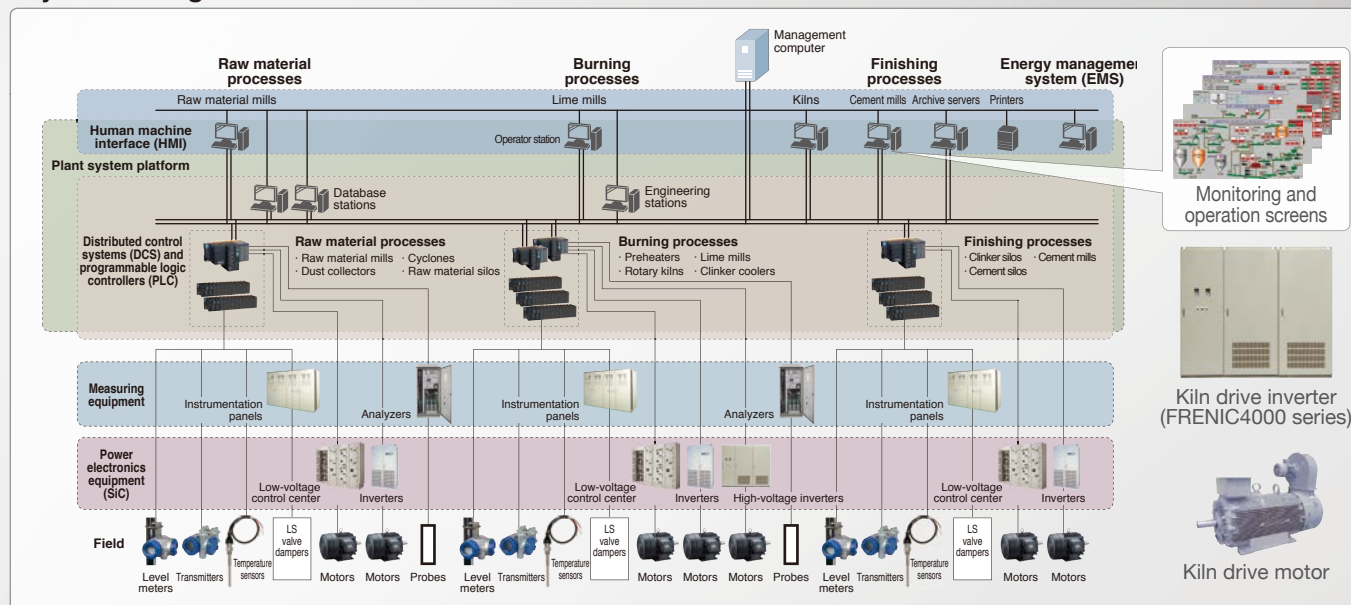 Management
computer
Raw material
processes
Burning
processes
Finishing
processes
Energy manageme
system (EMS)
Raw material mills
Lime mills
Kilns
Cement mills
Archive servers
Printers
Human machine
interface (HMI)
Operator station
Plant system platform
Database
stations
Engineering
stations
Monitoring and
operation screens
Distributed control
systems (DCS) and
programmable logic
controllers (PLC)
Raw material processes
· Raw material mills · Cyclones
· Dust collectors · Raw material silos
Burning processes
· Preheaters · Lime mills
· Rotary kilns · Clinker coolers
Finishing processes
· Clinker silos · Cement mills
· Cement silos
Measuring
equipment
Instrumentation
panels
Analyzers
Instrumentation
panels
Analyzers
Instrumentation
panels
Kiln drive inverter
(FRENIC4000 series)
Power
electronics
equipment
(SiC)
Low-voltage
control center
Inverters
Low-voltage
control center
Inverters
High-voltage inverters
Low-voltage
control center
Inverters
Field
Level
meters
Transmitters
Temperature
sensors
LS
valve
dampers
Motors
Motors
Probes
Level
meters
Transmitters
Temperature
sensors
LS
valve
dampers
Motors
Motors
Motors
Probes
Level
meters
Transmitters
Temperature
sensors
LS
valve
dampers
Motors
Motors
Kiln drive motor